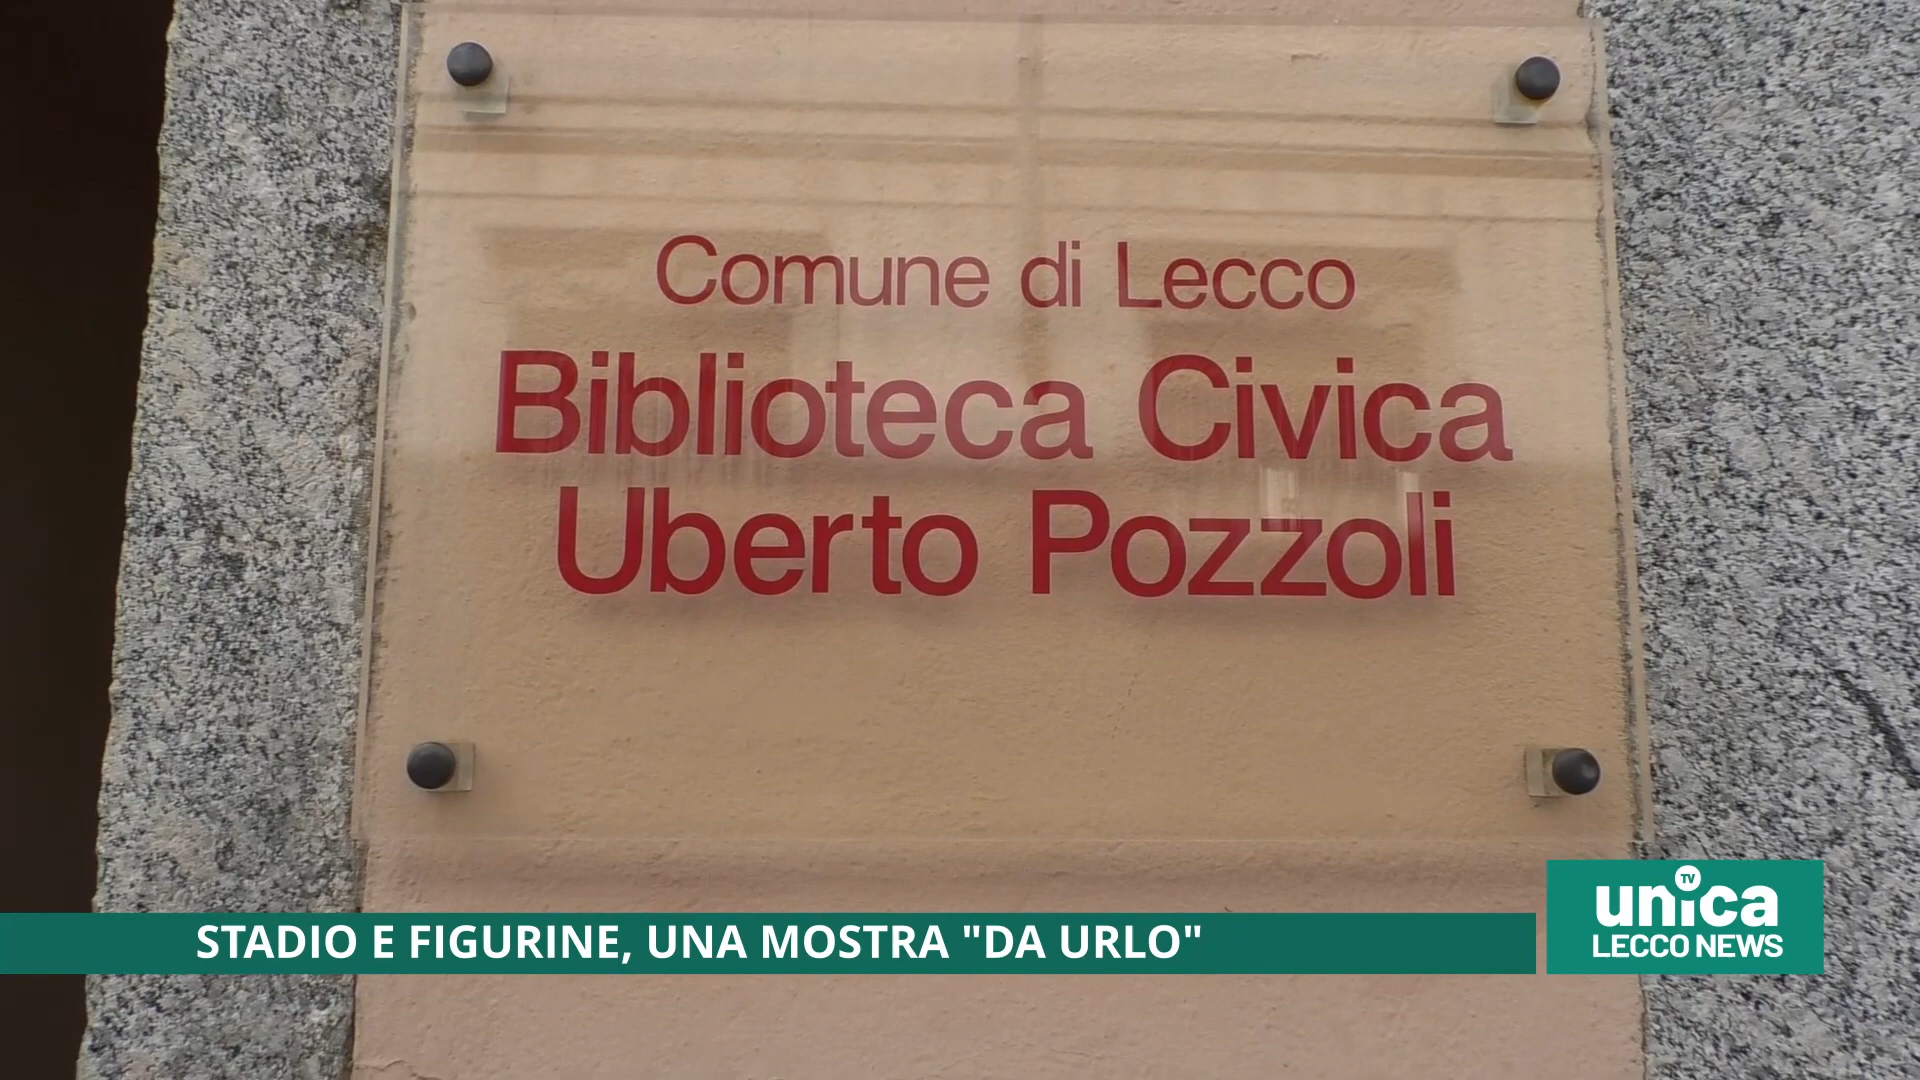 Comune di Lecco
Biblioteca Civica
Uberto Pozzoli
STADIO E FIGURINE, UNA MOSTRA "DA URLO"
TV
unica
LECCO NEWS